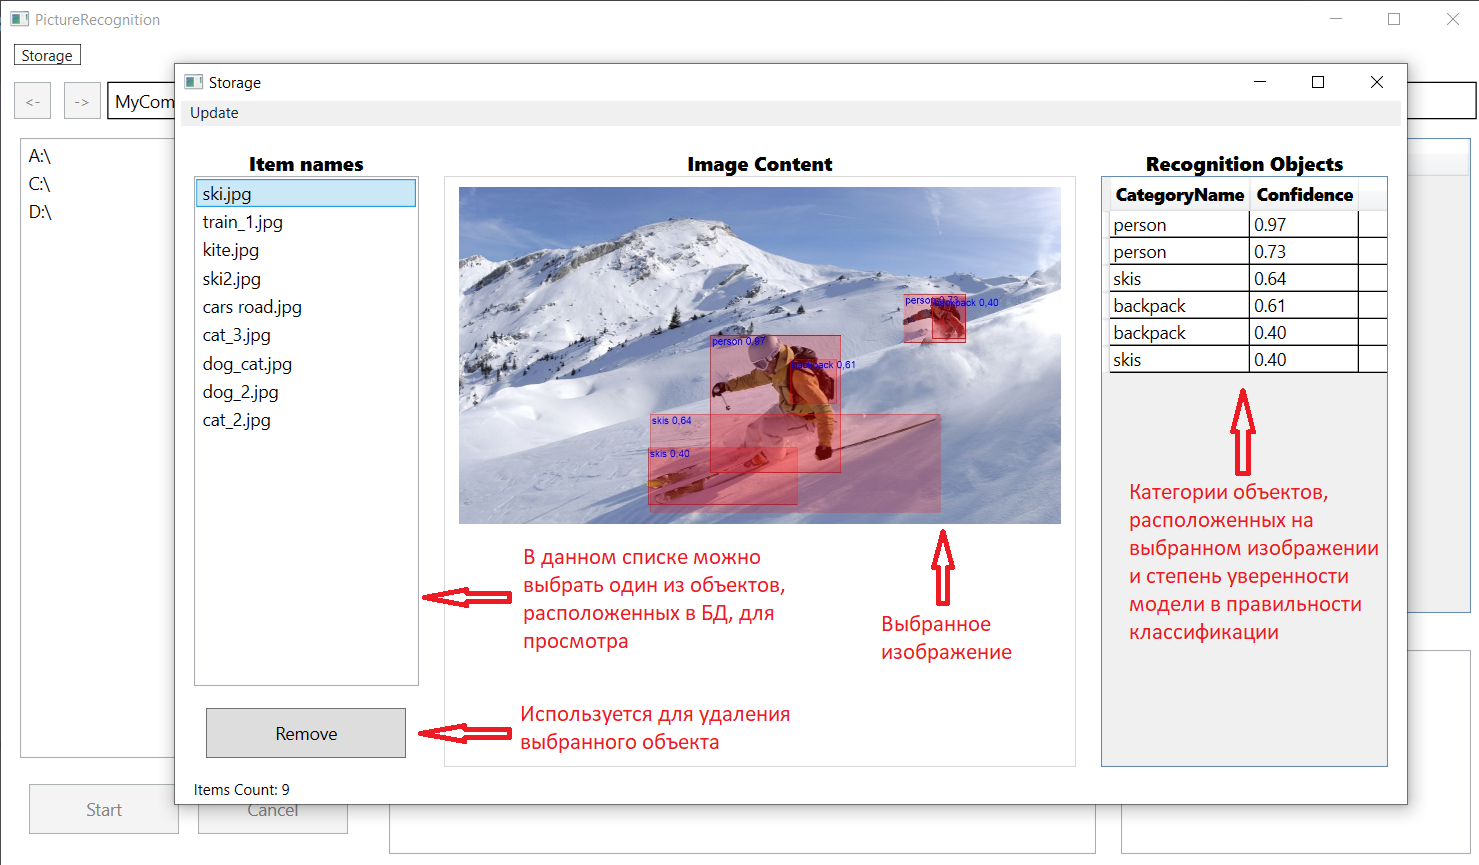 PictureRecognition
Storage
<-
->
MyCom
A:\
C:\
D:\
Start
Cancel
Storage
Update
Item names
ski.jpg
train_1.jpg
kite.jpg
ski2.jpg
cars road.jpg
cat_3.jpg
dog_cat.jpg
dog_2.jpg
cat_2.jpg
Remove
Items Count: 9
Image Content
person 0,73
backpack 0,40
person 0,97
backpack 0,61
skis 0,64
skis 0,40
Recognition Objects
CategoryName Confidence
person 0.97
person 0.73
skis 0.64
backpack 0.61
backpack 0.40
skis 0.40
В данном списке можно
выбрать один из объектов,
расположенных в БД, для
просмотра
Используется для удаления
выбранного объекта
Выбранное
изображение
Категории объектов,
расположенных на
выбранном изображении
и степень уверенности
модели в правильности
классификации